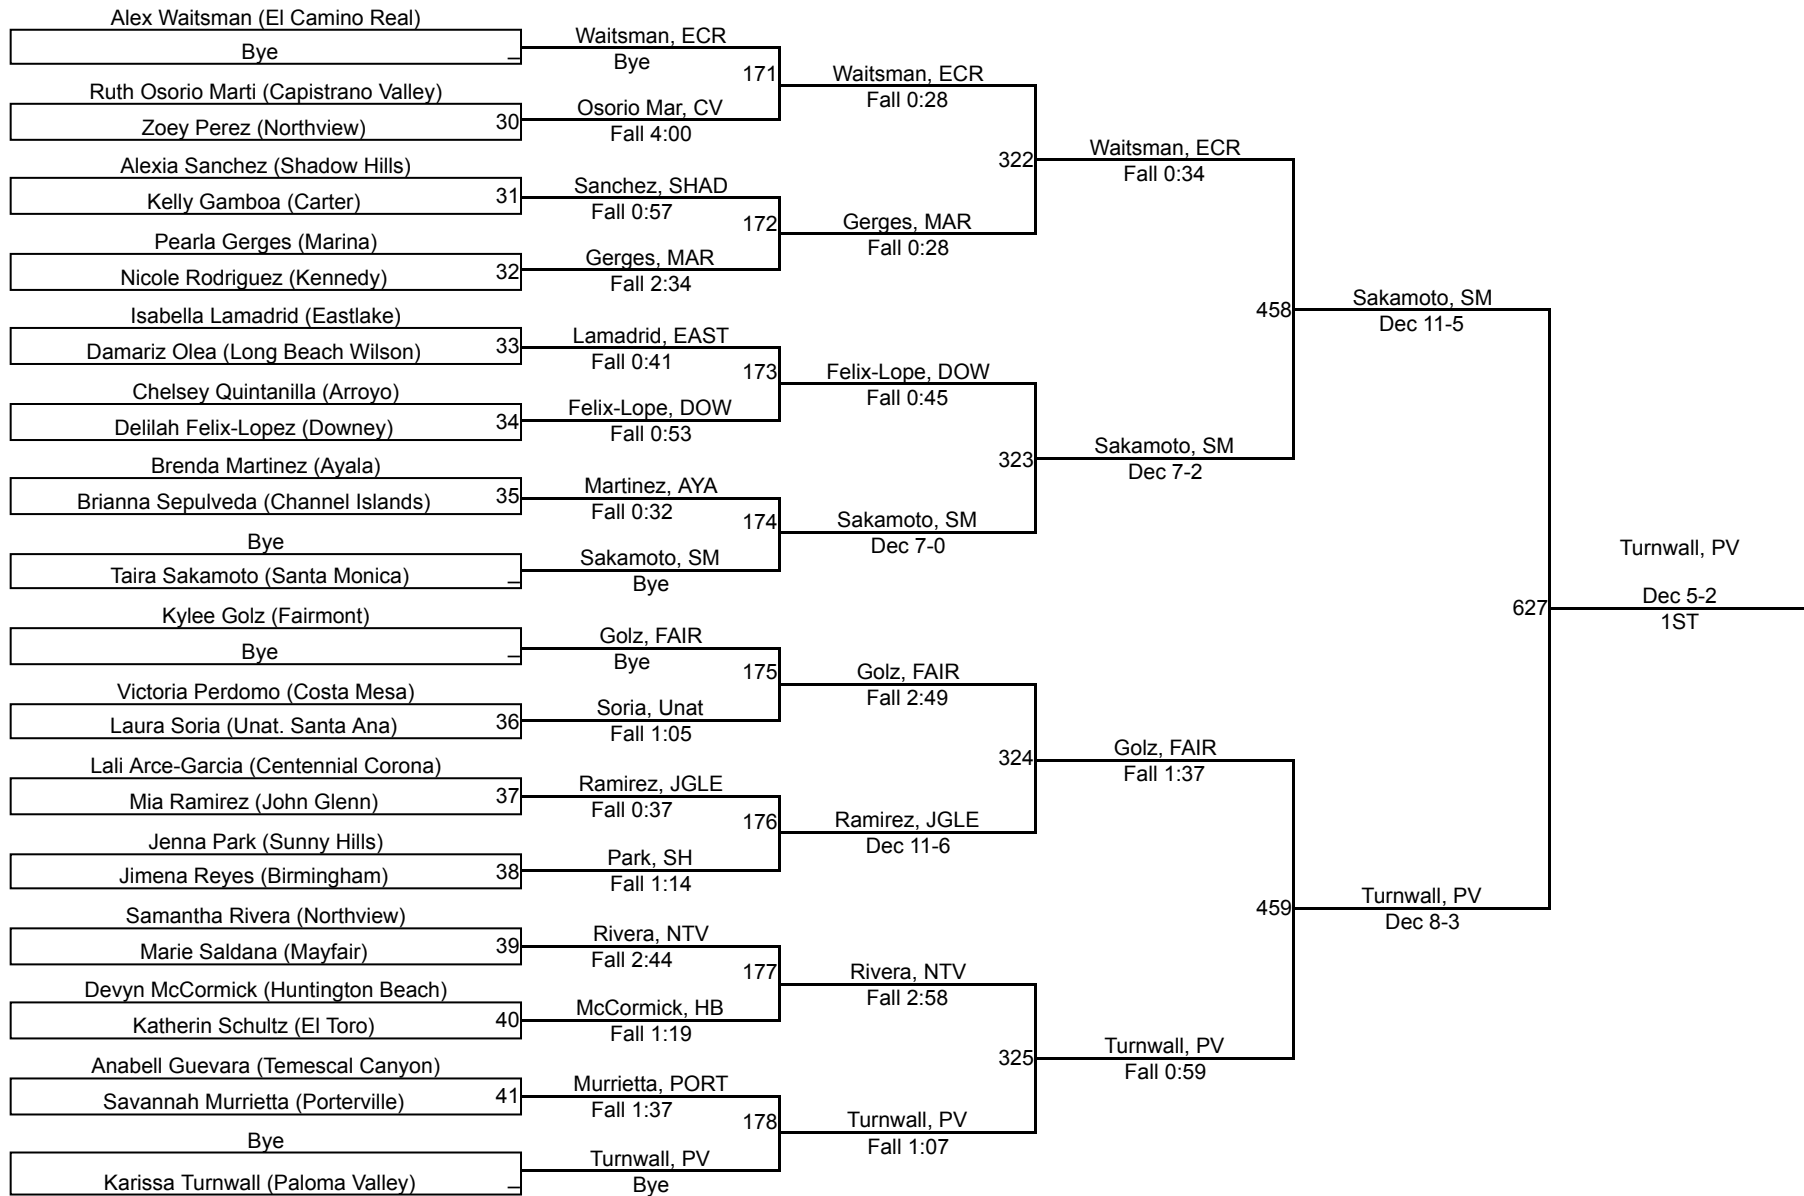 Alex Waitsman (El Camino Real)
Bye
Ruth Osorio Marti (Capistrano Valley)
Zoey Perez (Northview)
30
Alexia Sanchez (Shadow Hills)
Kelly Gamboa (Carter)
31
Pearla Gerges (Marina)
Nicole Rodriguez (Kennedy)
32
Isabella Lamadrid (Eastlake)
Damariz Olea (Long Beach Wilson)
33
Chelsey Quintanilla (Arroyo)
Delilah Felix-Lopez (Downey)
34
Brenda Martinez (Ayala)
Brianna Sepulveda (Channel Islands)
35
Bye
Taira Sakamoto (Santa Monica)
Kylee Golz (Fairmont)
Bye
Victoria Perdomo (Costa Mesa)
Laura Soria (Unat. Santa Ana)
36
Lali Arce-Garcia (Centennial Corona)
Mia Ramirez (John Glenn)
37
Jenna Park (Sunny Hills)
Jimena Reyes (Birmingham)
38
Samantha Rivera (Northview)
Marie Saldana (Mayfair)
39
Devyn McCormick (Huntington Beach)
Katherin Schultz (El Toro)
40
Anabell Guevara (Temescal Canyon)
Savannah Murrietta (Porterville)
41
Bye
Karissa Turnwall (Paloma Valley)
Waitsman, ECR
Bye
171
Osorio Mar, CV
Fall 4:00
Sanchez, SHAD
Fall 0:57
172
Gerges, MAR
Fall 2:34
Lamadrid, EAST
Fall 0:41
173
Felix-Lope, DOW
Fall 0:53
Martinez, AYA
Fall 0:32
174
Sakamoto, SM
Bye
Golz, FAIR
Bye
175
Soria, Unat
Fall 1:05
Ramirez, JGLE
Fall 0:37
176
Park, SH
Fall 1:14
Rivera, NTV
Fall 2:44
177
McCormick, HB
Fall 1:19
Murrietta, PORT
Fall 1:37
178
Turnwall, PV
Bye
Waitsman, ECR
Fall 0:28
322
Gerges, MAR
Fall 0:28
Felix-Lope, DOW
Fall 0:45
323
Sakamoto, SM
Dec 7-0
Golz, FAIR
Fall 2:49
324
Ramirez, JGLE
Dec 11-6
Rivera, NTV
Fall 2:58
325
Turnwall, PV
Fall 1:07
Waitsman, ECR
Fall 0:34
458
Sakamoto, SM
Dec 7-2
Golz, FAIR
Fall 1:37
459
Turnwall, PV
Fall 0:59
Sakamoto, SM
Dec 11-5
627
Turnwall, PV
Dec 8-3
Turnwall, PV
Dec 5-2
1ST